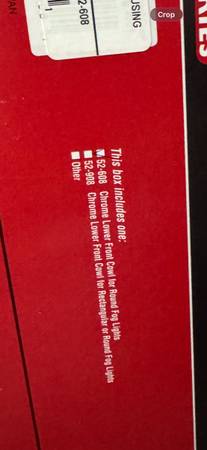 This box includes one:
52-608 Chrome Lower Front Cowl for Round Fog Lights
52-908 Chrome Lower Front Cowl for Rectangular or Round Fog Lights
Other
USING
2-608
Crop